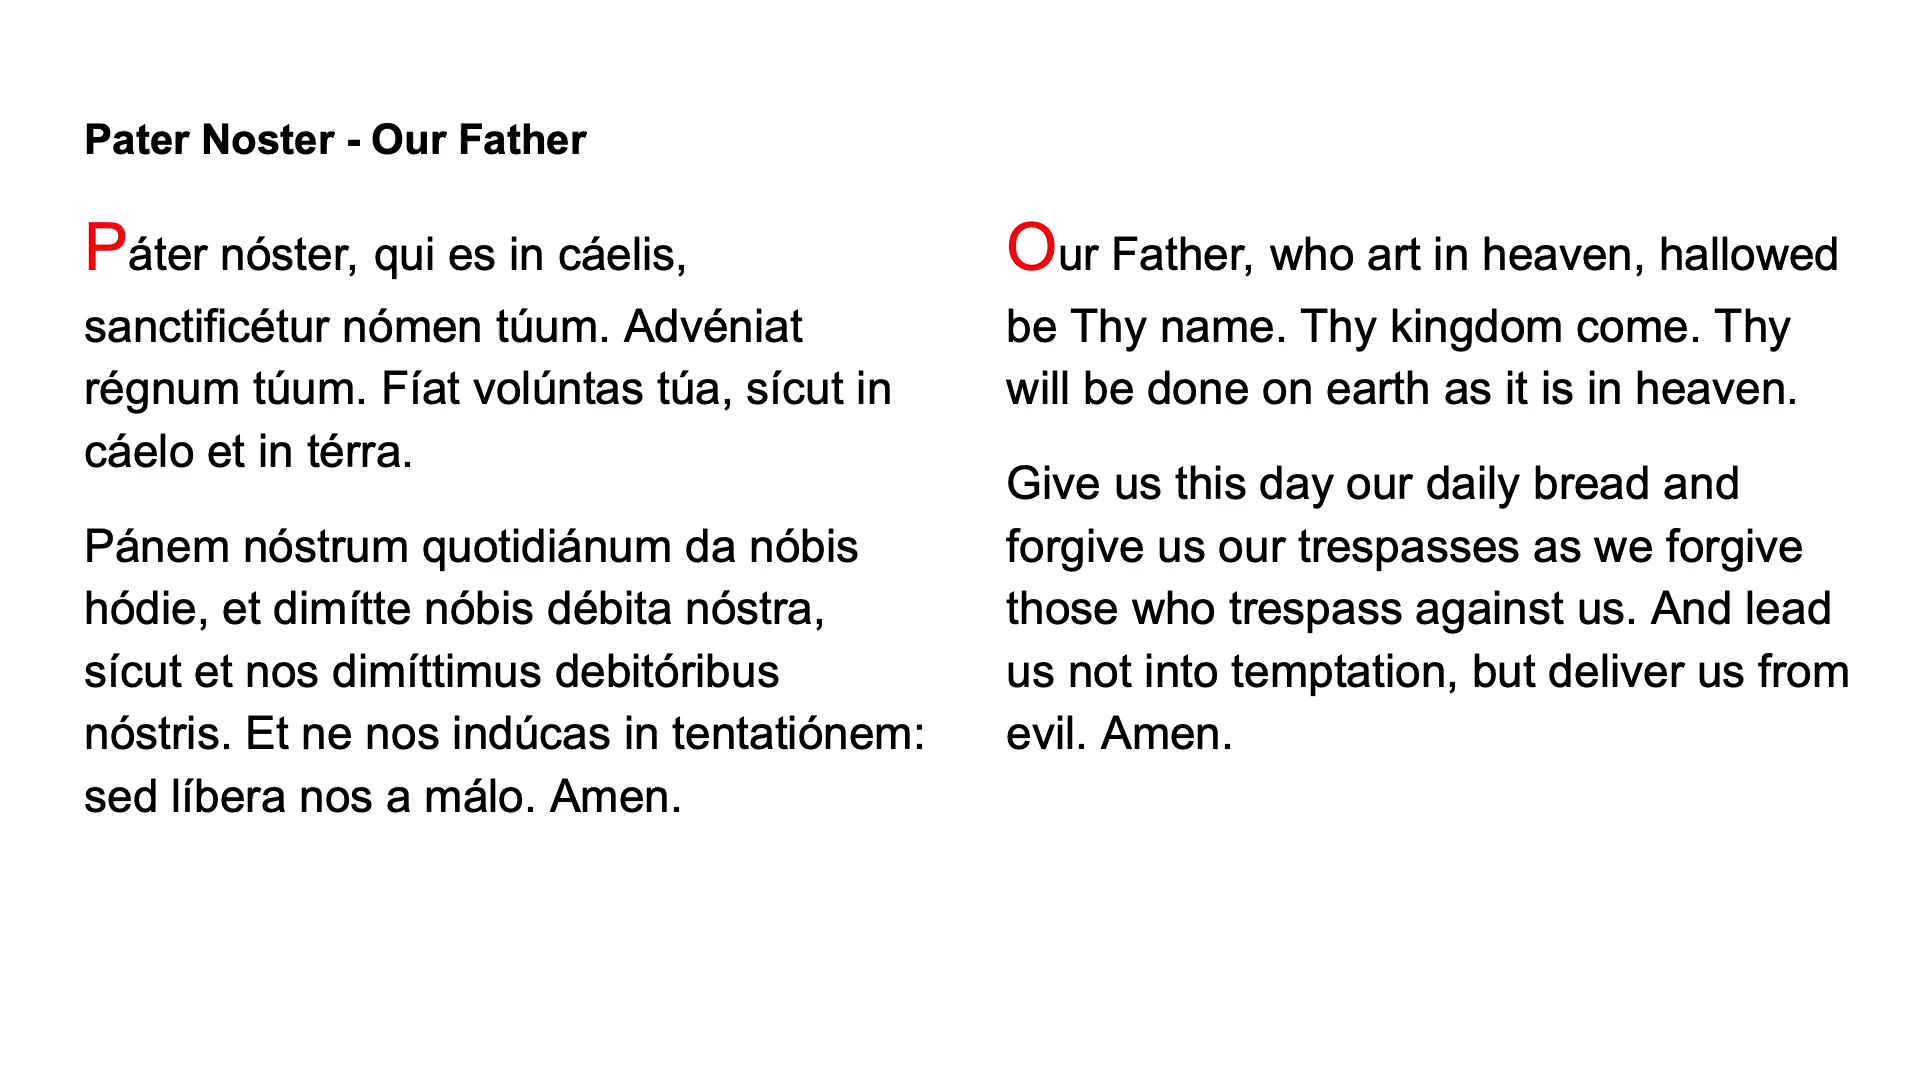 Pater Noster - Our Father
Páter nóster, qui es in cáelis,
sanctificétur nómen túum. Advéniat
régnum túum. Fíat volúntas túa, sícut in
cáelo et in térra.
Pánem nóstrum quotidiánum da nóbis
hódie, et dimítte nóbis débita nóstra,
sícut et nos dimíttimus debitóribus
nóstris. Et ne nos indúcas in tentatiónem:
sed líbera nos a málo. Amen.
Our Father, who art in heaven, hallowed
be Thy name. Thy kingdom come. Thy
will be done on earth as it is in heaven.
Give us this day our daily bread and
forgive us our trespasses as we forgive
those who trespass against us. And lead
us not into temptation, but deliver us from
evil. Amen.